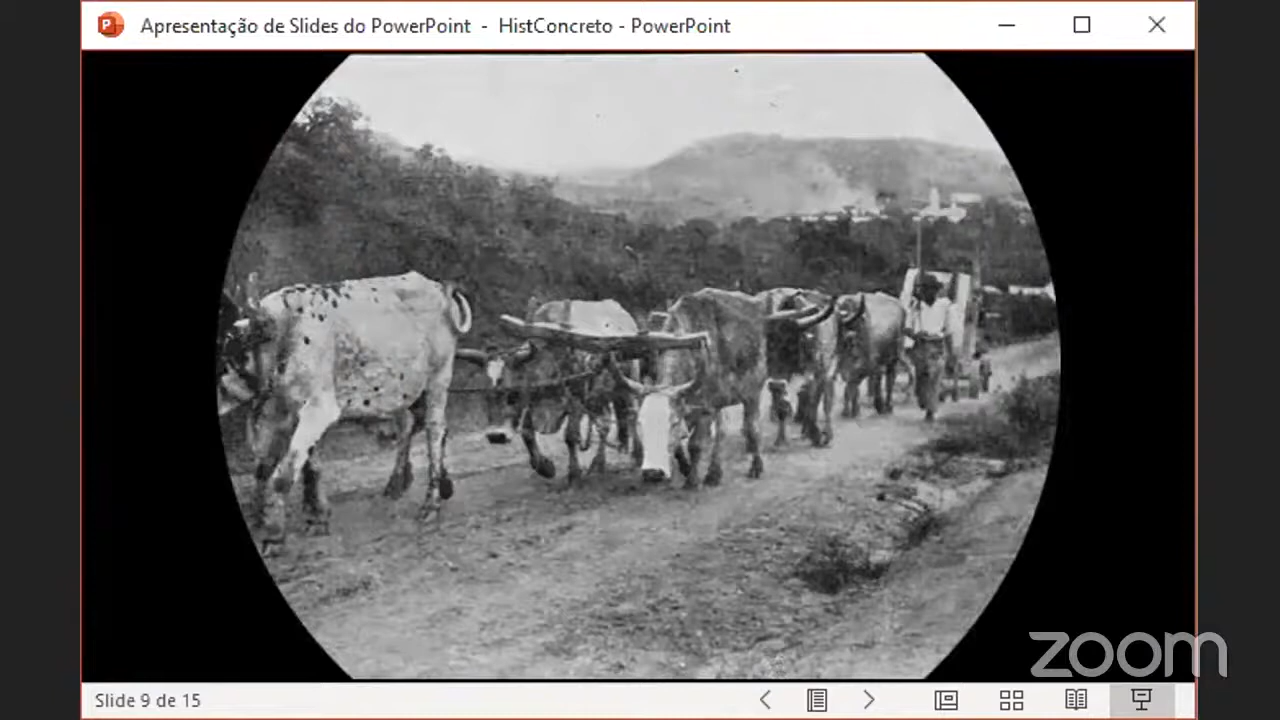 Apresentação de Slides do PowerPoint - HistConcreto - PowerPoint
zoom
Slide 9 de 15